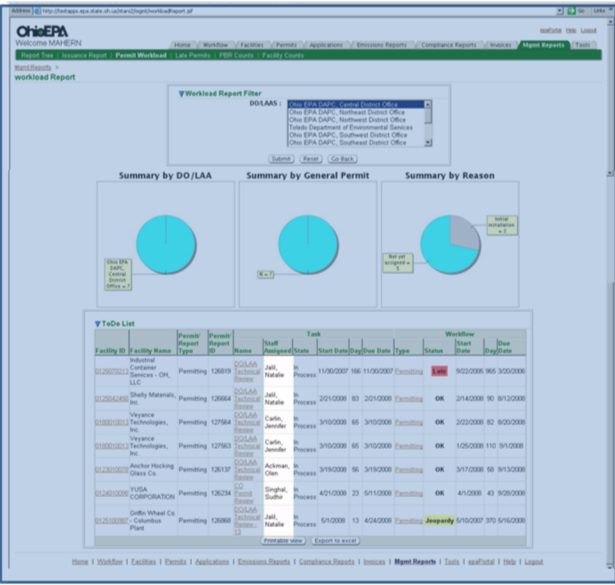 Address http://testapps.epa.state.oh.us/stars2/mgmt/workloadReport.jsf Go Links
OhioEPA
epaPortal Help Logout
Welcome MAHERN
Home Workflow Facilities Permits Applications Emissions Reports Compliance Reports Invoices Mgmt Reports Tools
Report Tree | Issuance Report | Permit Workload | Late Permits | PBR Counts | Facility Counts
Mgmt Reports >
workload Report
Workload Report Filter
DO/LAAS :
Ohio EPA DAPC, Central District Office
Ohio EPA DAPC, Northeast District Office
Ohio EPA DAPC, Northwest District Office
Toledo Department of Environmental Services
Ohio EPA DAPC, Southwest District Office
Ohio EPA DAPC, Southeast District Office
Submit Reset Go Back
Summary by DO/LAA Summary by General Permit Summary by Reason
Ohio EPA DAPC, Central District Office = 7
N = 7
Initial installation = 2
Not yet assigned = 5
ToDo List
Task Workflow
Facility ID Facility Name Permit/Report Type Permit/Report ID Name Staff Assigned State Start Date Day Due Date Type Status Start Date Day Due Date
Industrial Container Services - OH, LLC Permitting 126819 DO/LAA Technical Review Jalil, Natalie In Process 11/30/2007 166 11/30/2007 Permitting Late 9/22/2005 965 3/20/2006
Shelly Materials, Inc. Permitting 126664 DO/LAA Technical Review Jalil, Natalie In Process 2/21/2008 83 2/21/2008 Permitting OK 2/14/2008 90 8/12/2008
Veyance Technologies, Inc. Permitting 127564 DO/LAA Technical Review Carlin, Jennifer In Process 3/10/2008 65 3/10/2008 Permitting OK 2/22/2008 82 8/20/2008
Veyance Technologies, Inc. Permitting 127563 DO/LAA Technical Review Carlin, Jennifer In Process 3/10/2008 65 3/10/2008 Permitting OK 1/25/2008 110 9/1/2008
Anchor Hocking Glass Co. Permitting 126137 DO/LAA Technical Review Ackman, Olen In Process 3/19/2008 56 3/19/2008 Permitting OK 3/17/2008 58 9/13/2008
YUSA CORPORATION Permitting 126234 CO Permit Review Singhal, Sudhir In Process 4/21/2008 23 5/11/2008 Permitting OK 4/1/2008 43 9/28/2008
Griffin Wheel Co. - Columbus Plant Permitting 126868 DO/LAA Technical Review - 12 Jalil, Natalie In Process 5/1/2008 13 4/24/2008 Permitting Jeopardy 5/10/2007 370 5/16/2008
Printable view Export to excel
Home | Workflow | Facilities | Permits | Applications | Emissions Reports | Compliance Reports | Invoices | Mgmt Reports | Tools | epaPortal | Help | Logout